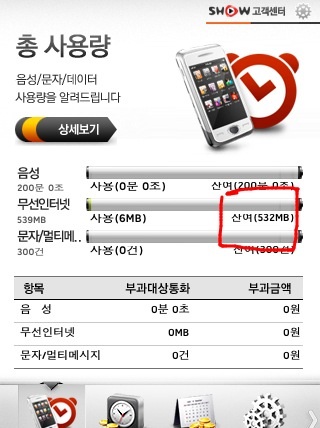 SHOW 고객센터
총 사용량
음성/문자/데이터
사용량을 알려드립니다
상세보기
음성
200분 0초
사용(0분 0초) 잔여(200분 0초)
무선인터넷
539MB
사용(6MB) 잔여(532MB)
문자/멀티메..
300건
사용(0건) 잔여(300건)
항목 부과대상통화 부과금액
음 성 0분 0초 0원
무선인터넷 0MB 0원
문자/멀티메시지 0건 0원